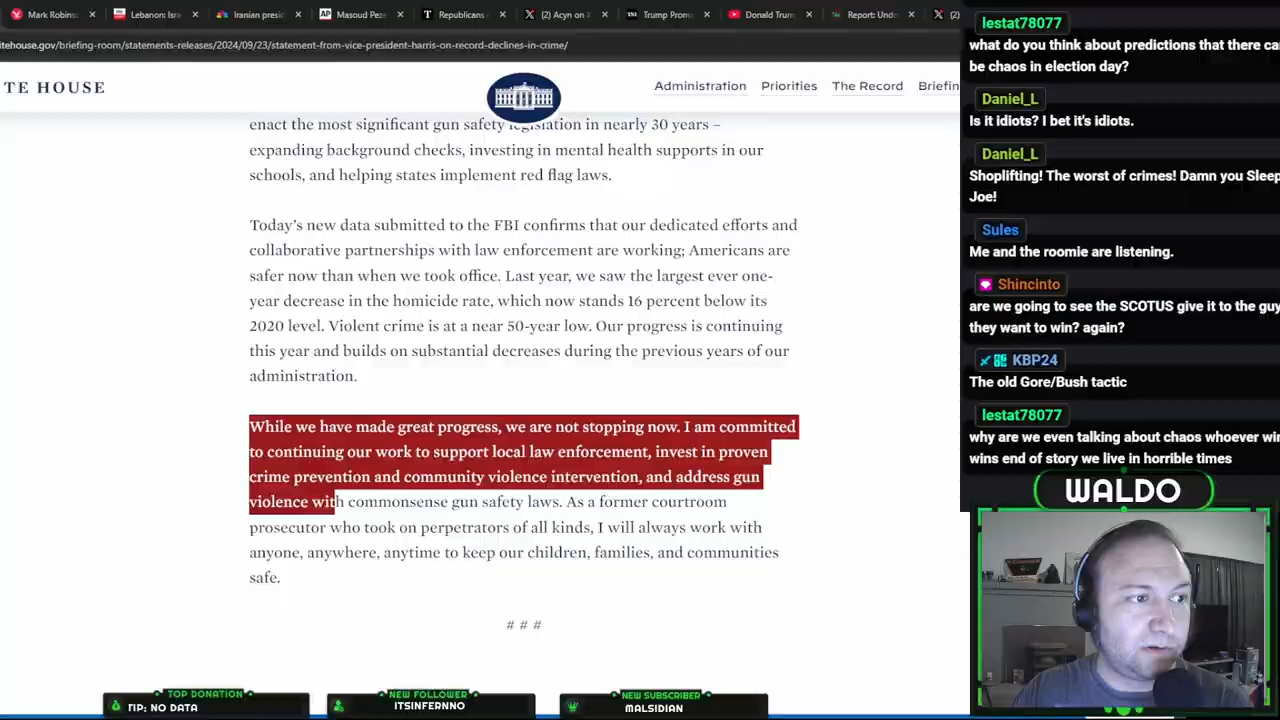 Mark Robinso
Lebanon: Isra
Iranian presid
Masoud Peze
Republicans
(2) Acyn on X
Trump Prom
Donald Trum
Report: Und
(2)
itehouse.gov/briefing-room/statements-releases/2024/09/23/statement-from-vice-president-harris-on-record-declines-in-crime/
TE HOUSE
Administration
Priorities
The Record
Briefin
enact the most significant gun safety legislation in nearly 30 years –
expanding background checks, investing in mental health supports in our
schools, and helping states implement red flag laws.
Today's new data submitted to the FBI confirms that our dedicated efforts and
collaborative partnerships with law enforcement are working; Americans are
safer now than when we took office. Last year, we saw the largest ever one-
year decrease in the homicide rate, which now stands 16 percent below its
2020 level. Violent crime is at a near 50-year low. Our progress is continuing
this year and builds on substantial decreases during the previous years of our
administration.
While we have made great progress, we are not stopping now. I am committed
to continuing our work to support local law enforcement, invest in proven
crime prevention and community violence intervention, and address gun
violence with commonsense gun safety laws. As a former courtroom
prosecutor who took on perpetrators of all kinds, I will always work with
anyone, anywhere, anytime to keep our children, families, and communities
safe.
# # #
lestat78077
what do you think about predictions that there ca
be chaos in election day?
Daniel_L
Is it idiots? I bet it's idiots.
Daniel_L
Shoplifting! The worst of crimes! Damn you Sleep
Joe!
Sules
Me and the roomie are listening.
Shincinto
are we going to see the SCOTUS give it to the guy
they want to win? again?
KBP24
The old Gore/Bush tactic
lestat78077
why are we even talking about chaos whoever wi
wins end of story we live in horrible times
WALDO
TOP DONATION
TIP: NO DATA
NEW FOLLOWER
ITSINFERNNO
NEW SUBSCRIBER
MALSIDIAN